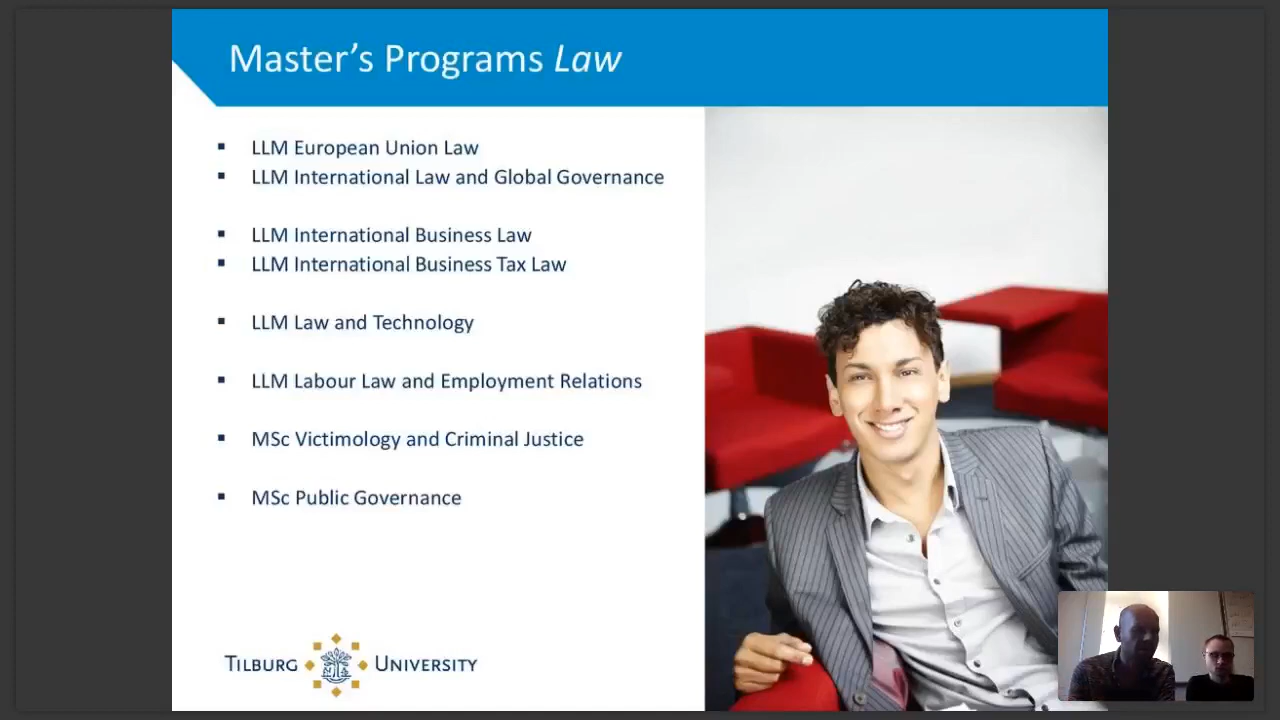 Master's Programs Law
LLM European Union Law
LLM International Law and Global Governance
LLM International Business Law
LLM International Business Tax Law
LLM Law and Technology
LLM Labour Law and Employment Relations
MSc Victimology and Criminal Justice
MSc Public Governance
TILBURG UNIVERSITY